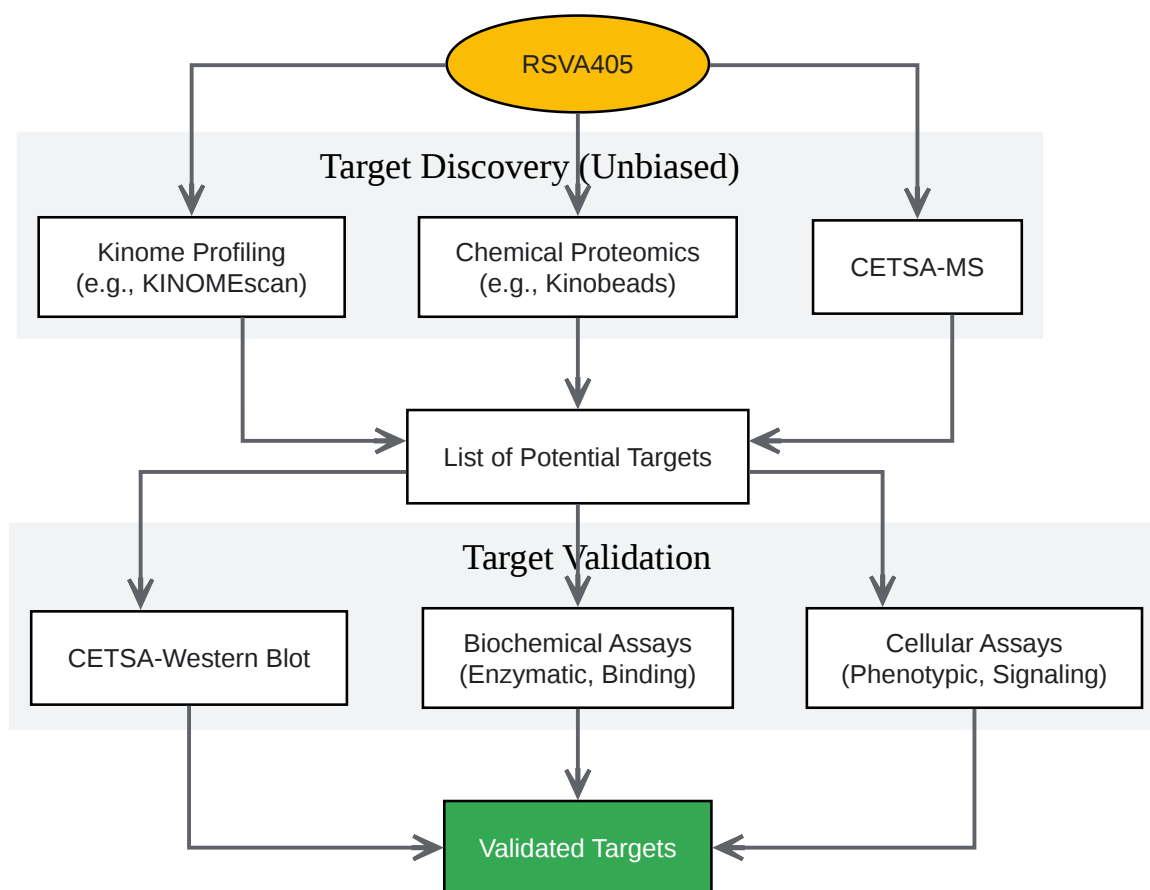 RSVA405
Target Discovery (Unbiased)
Kinome Profiling
(e.g., KINOMEscan)
Chemical Proteomics
(e.g., Kinobeads)
CETSA-MS
List of Potential Targets
Target Validation
CETSA-Western Blot
Biochemical Assays
(Enzymatic, Binding)
Cellular Assays
(Phenotypic, Signaling)
Validated Targets